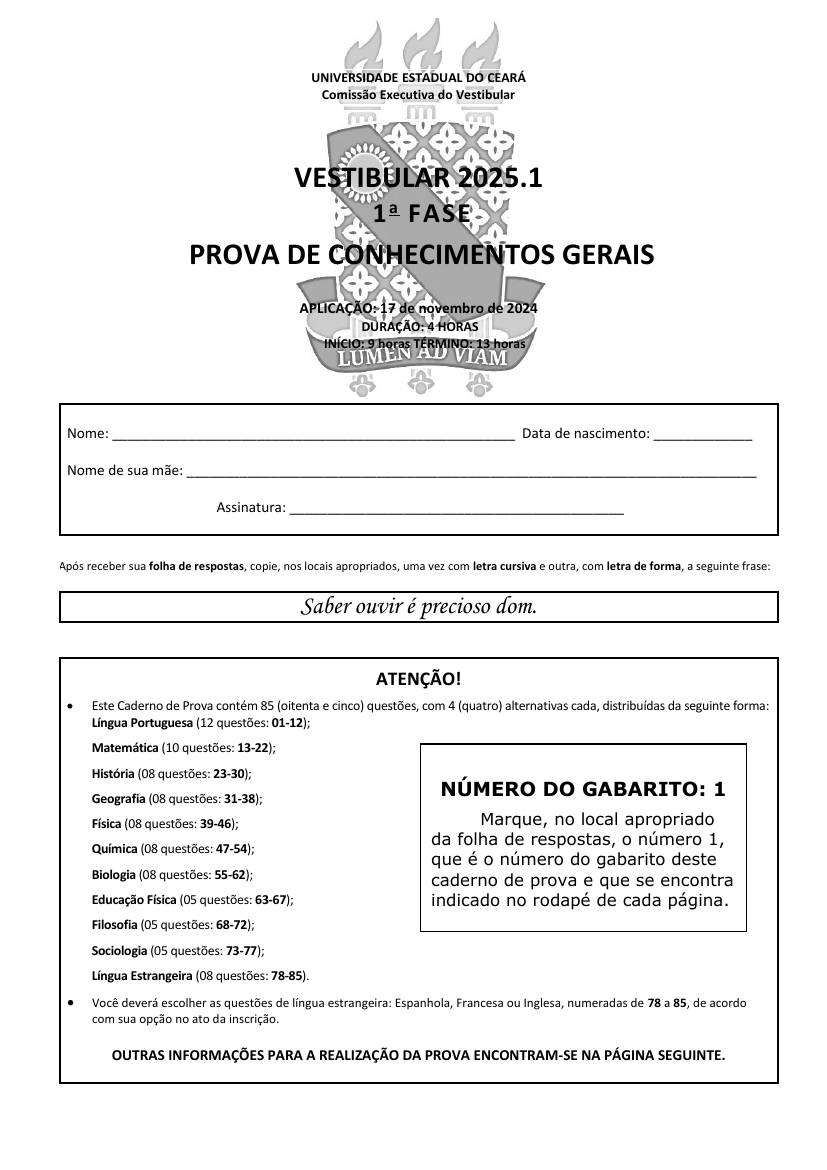 UNIVERSIDADE ESTADUAL DO CEARÁ
Comissão Executiva do Vestibular
VESTIBULAR 2025.1
1ª FASE
PROVA DE CONHECIMENTOS GERAIS
APLICAÇÃO: 17 de novembro de 2024
DURAÇÃO: 4 HORAS
INÍCIO: 9 horas TÉRMINO: 13 horas
LUMEN AD VIAM
Nome: ______________________________________________________ Data de nascimento: _____________
Nome de sua mãe: ____________________________________________________________________________
Assinatura: _____________________________________________
Após receber sua folha de respostas, copie, nos locais apropriados, uma vez com letra cursiva e outra, com letra de forma, a seguinte frase:
Saber ouvir é precioso dom.
ATENÇÃO!
• Este Caderno de Prova contém 85 (oitenta e cinco) questões, com 4 (quatro) alternativas cada, distribuídas da seguinte forma:
Língua Portuguesa (12 questões: 01-12);
Matemática (10 questões: 13-22);
História (08 questões: 23-30);
Geografia (08 questões: 31-38);
Física (08 questões: 39-46);
Química (08 questões: 47-54);
Biologia (08 questões: 55-62);
Educação Física (05 questões: 63-67);
Filosofia (05 questões: 68-72);
Sociologia (05 questões: 73-77);
Língua Estrangeira (08 questões: 78-85).
NÚMERO DO GABARITO: 1
Marque, no local apropriado
da folha de respostas, o número 1,
que é o número do gabarito deste
caderno de prova e que se encontra
indicado no rodapé de cada página.
• Você deverá escolher as questões de língua estrangeira: Espanhola, Francesa ou Inglesa, numeradas de 78 a 85, de acordo
com sua opção no ato da inscrição.
OUTRAS INFORMAÇÕES PARA A REALIZAÇÃO DA PROVA ENCONTRAM-SE NA PÁGINA SEGUINTE.